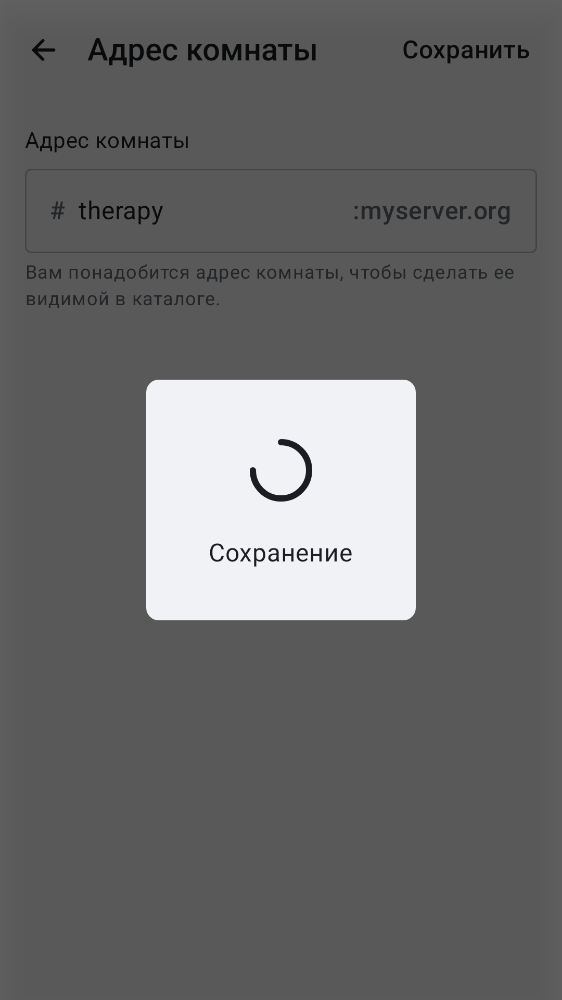 Адрес комнаты
Сохранить
Адрес комнаты
# therapy :myserver.org
Вам понадобится адрес комнаты, чтобы сделать ее
видимой в каталоге.
Сохранение